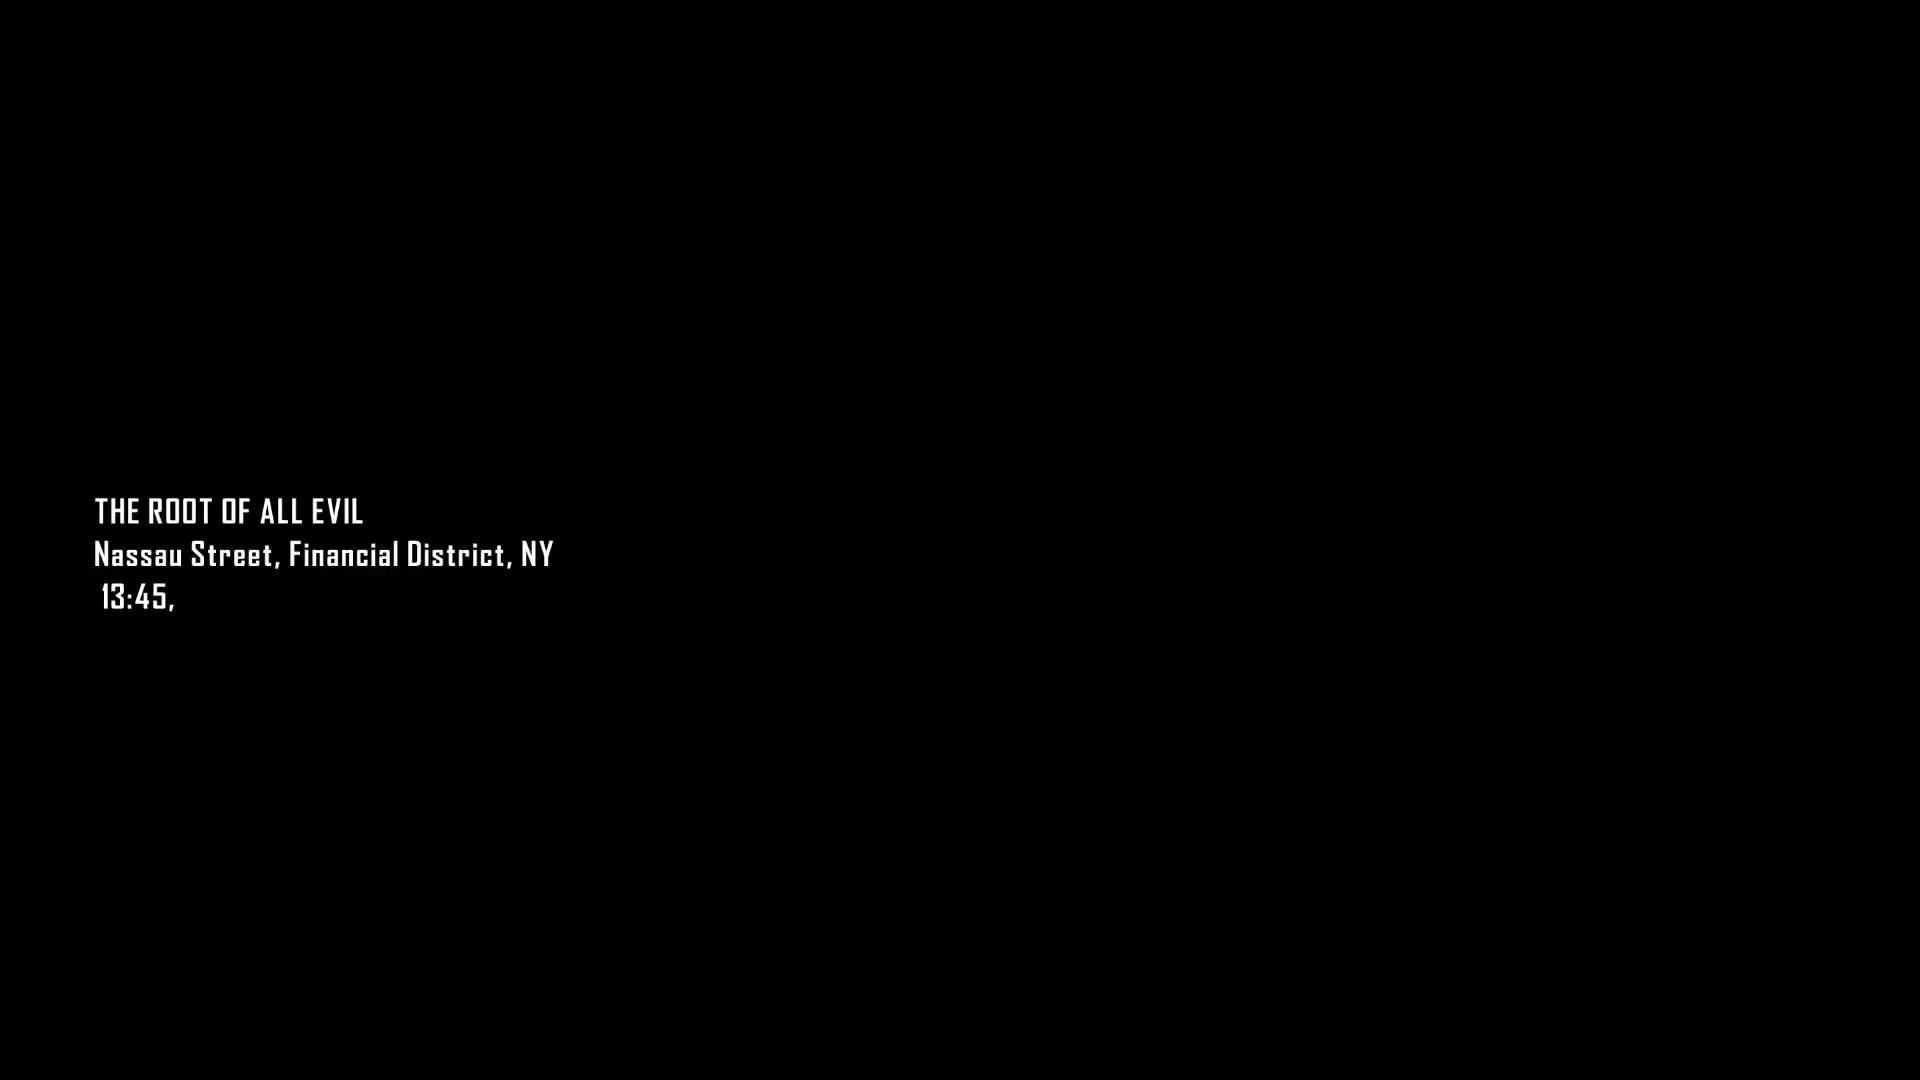 THE ROOT OF ALL EVIL
Nassau Street, Financial District, NY
13:45,